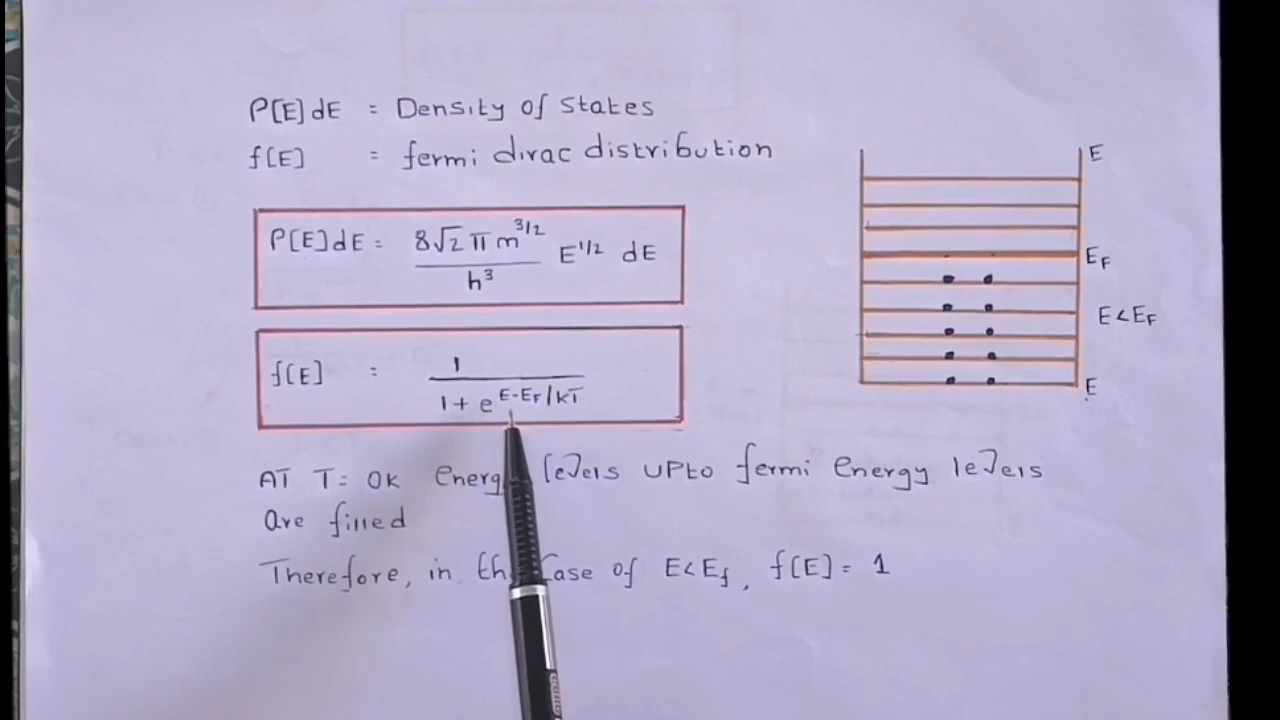 P[E]dE = Density of states
f[E] = fermi dirac distribution
P[E]dE = 8√2 π m^3/2 / h^3 E^1/2 dE
f[E] = 1 / 1 + e^E-EF/kT
AT T= 0K energy levels UPto fermi energy levels
are filled
Therefore, in the case of E<Ef, f[E] = 1
E
EF
E<EF
E